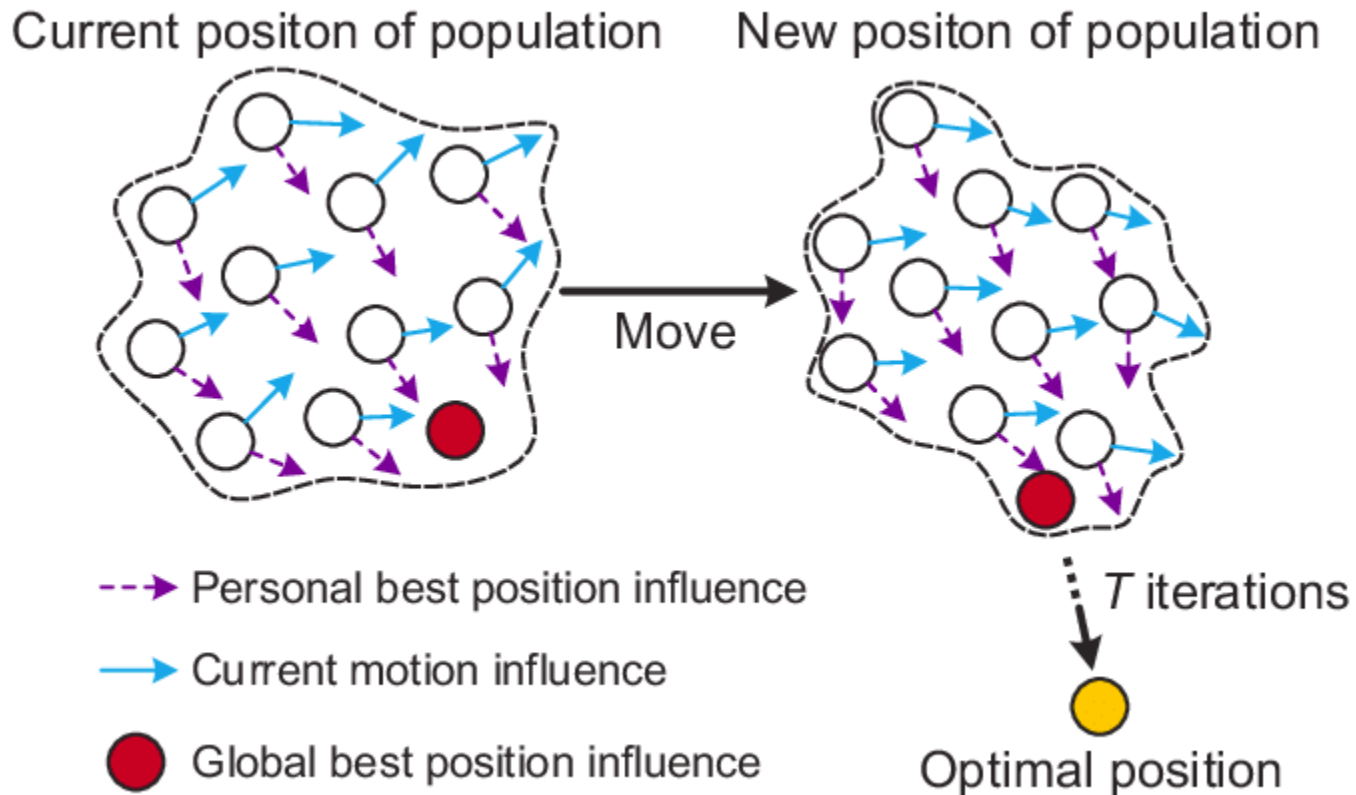 Current positon of population
New positon of population
Move
Personal best position influence
Current motion influence
Global best position influence
T iterations
Optimal position